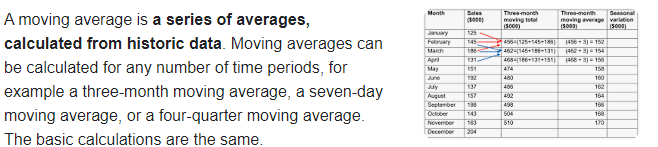 A moving average is a series of averages,
calculated from historic data. Moving averages can
be calculated for any number of time periods, for
example a three-month moving average, a seven-day
moving average, or a four-quarter moving average.
The basic calculations are the same.
Month Sales ($000) Three-month moving total ($000) Three-month moving average ($000) Seasonal variation ($000)
January 125
February 145 456=(125+145+186) (456 ÷ 3) = 152
March 186 462=(145+186+131) (462 ÷ 3) = 154
April 131 468=(186+131+151) (468 ÷ 3) = 156
May 151 474 158
June 192 480 160
July 137 486 162
August 157 492 164
September 198 498 166
October 143 504 168
November 163 510 170
December 204